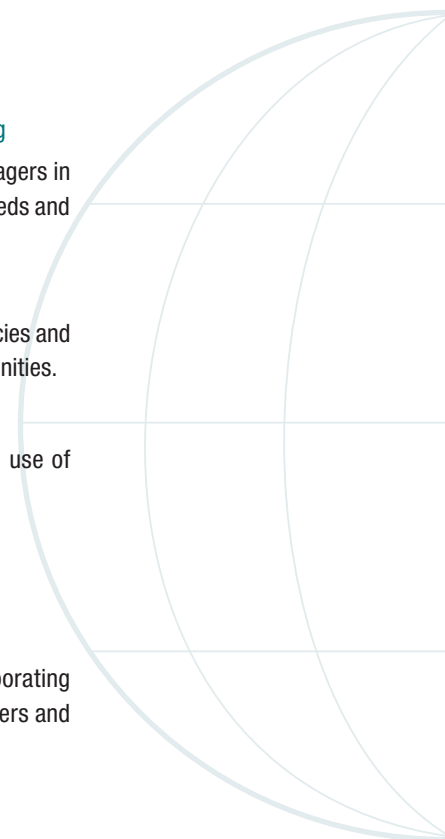 g
agers in
eds and
cies and
nities.
use of
porating
ers and